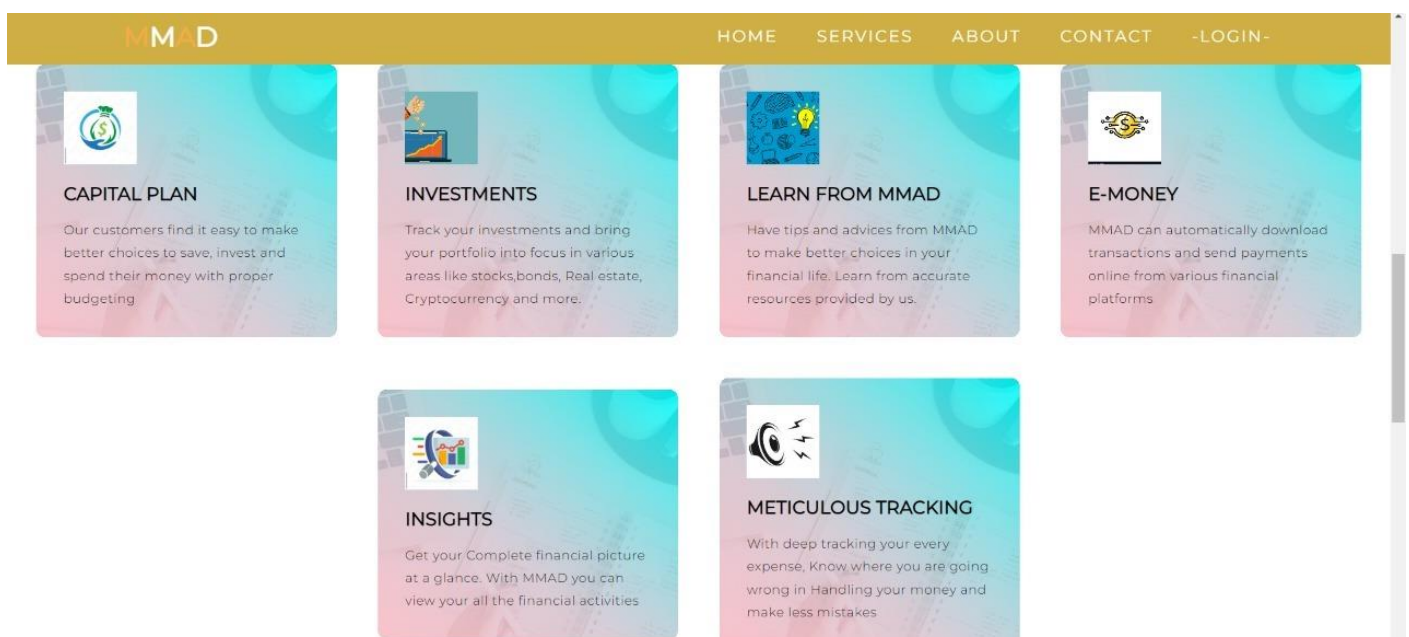 MMAD
HOME SERVICES ABOUT CONTACT -LOGIN-
CAPITAL PLAN
Our customers find it easy to make
better choices to save, invest and
spend their money with proper
budgeting
INVESTMENTS
Track your investments and bring
your portfolio into focus in various
areas like stocks,bonds, Real estate,
Cryptocurrency and more.
LEARN FROM MMAD
Have tips and advices from MMAD
to make better choices in your
financial life. Learn from accurate
resources provided by us.
E-MONEY
MMAD can automatically download
transactions and send payments
online from various financial
platforms
INSIGHTS
Get your Complete financial picture
at a glance. With MMAD you can
view your all the financial activities
METICULOUS TRACKING
With deep tracking your every
expense, Know where you are going
wrong in Handling your money and
make less mistakes